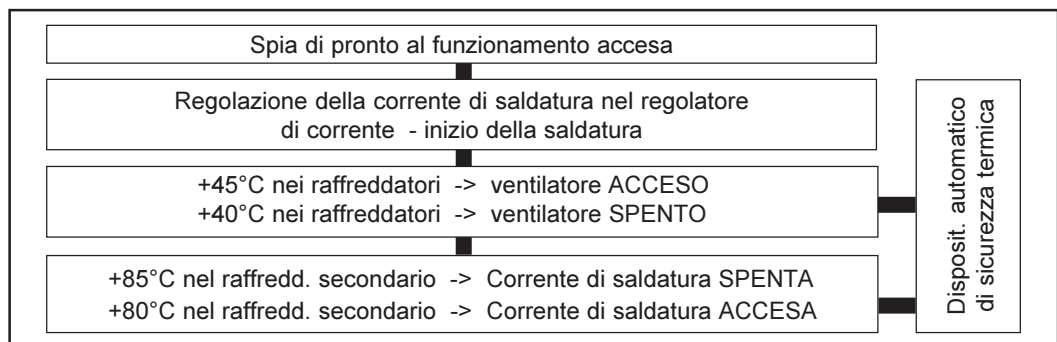 Spia di pronto al funzionamento accesa
Regolazione della corrente di saldatura nel regolatore
di corrente - inizio della saldatura
+45°C nei raffreddatori -> ventilatore ACCESO
+40°C nei raffreddatori -> ventilatore SPENTO
+85°C nel raffredd. secondario -> Corrente di saldatura SPENTA
+80°C nel raffredd. secondario -> Corrente di saldatura ACCESA
Disposit. automatico
di sicurezza termica